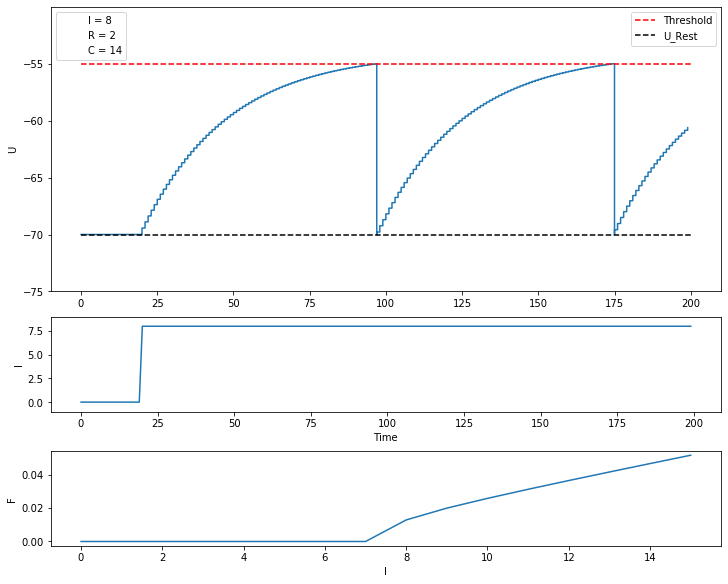 I = 8
R = 2
C = 14
Threshold
U_Rest
U
−55
−60
−65
−70
−75
0 25 50 75 100 125 150 175 200
I
7.5
5.0
2.5
0.0
0 25 50 75 100 125 150 175 200
Time
F
0.04
0.02
0.00
0 2 4 6 8 10 12 14
I